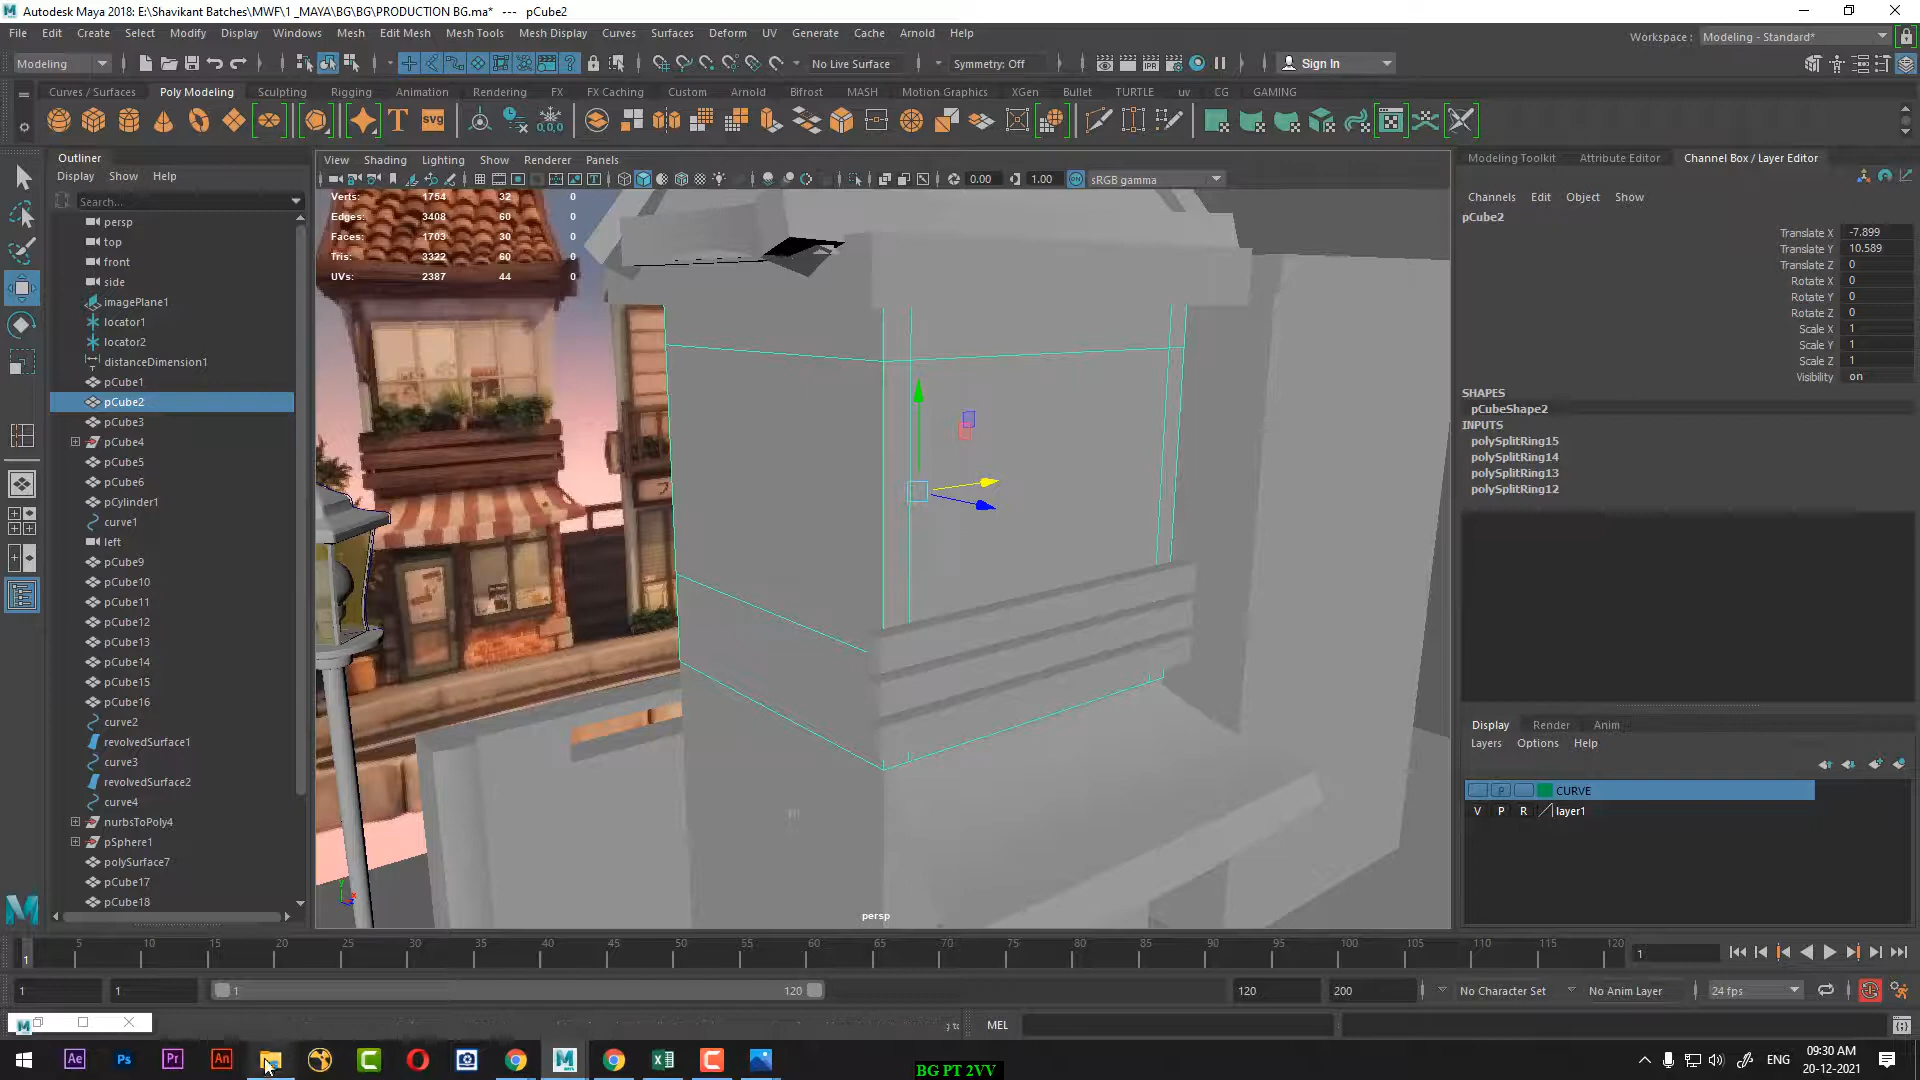 Autodesk Maya 2018: E:\Shavikant Batches\MWF\1 _MAYA\BG\BG\PRODUCTION BG.ma* --- pCube2
File Edit Create Select Modify Display Windows Mesh Edit Mesh Mesh Tools Mesh Display Curves Surfaces Deform UV Generate Cache Arnold Help
Workspace : Modeling - Standard*
Modeling No Live Surface Symmetry: Off Sign In
Curves / Surfaces Poly Modeling Sculpting Rigging Animation Rendering FX FX Caching Custom Arnold Bifrost MASH Motion Graphics XGen Bullet TURTLE uv CG GAMING
T SVG 0,0,0
Outliner
Display Show Help
Search...
persp
top
front
side
imagePlane1
locator1
locator2
distanceDimension1
pCube1
pCube2
pCube3
pCube4
pCube5
pCube6
pCylinder1
curve1
left
pCube9
pCube10
pCube11
pCube12
pCube13
pCube14
pCube15
pCube16
curve2
revolvedSurface1
curve3
revolvedSurface2
curve4
nurbsToPoly4
pSphere1
polySurface7
pCube17
pCube18
View Shading Lighting Show Renderer Panels
0.00 1.00 sRGB gamma
Verts: 1754 32 0
Edges: 3408 60 0
Faces: 1703 30 0
Tris: 3322 60 0
UVs: 2387 44 0
persp
Modeling Toolkit Attribute Editor Channel Box / Layer Editor
Channels Edit Object Show
pCube2
Translate X -7.899
Translate Y 10.589
Translate Z 0
Rotate X 0
Rotate Y 0
Rotate Z 0
Scale X 1
Scale Y 1
Scale Z 1
Visibility on
SHAPES
pCubeShape2
INPUTS
polySplitRing15
polySplitRing14
polySplitRing13
polySplitRing12
Display Render Anim
Layers Options Help
P CURVE
V P R layer1
5 10 15 20 25 30 35 40 45 50 55 60 65 70 75 80 85 90 95 100 105 110 115 120
1 1
1 1 1 120 120 200 No Character Set No Anim Layer 24 fps
MEL
Ae Ps Pr An
BG PT 2VV
ENG 09:30 AM
20-12-2021